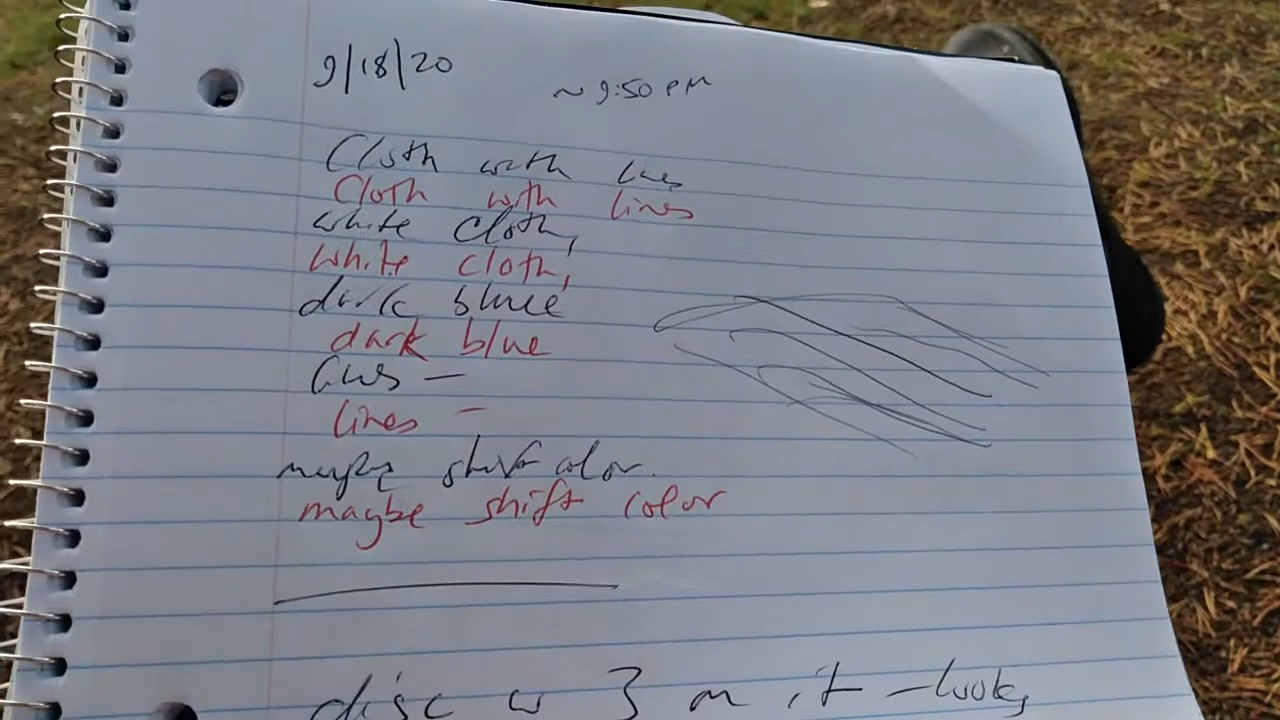 9/18/20
~9:50 PM
Cloth with lines
Cloth with lines
white cloth,
white cloth,
dark blue
dark blue
lines —
lines —
maybe shift color.
maybe shift color
disc w 3 on it - looks